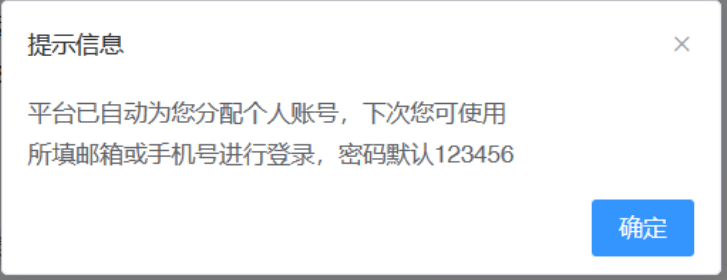 提示信息
平台已自动为您分配个人账号，下次您可使用
所填邮箱或手机号进行登录，密码默认123456
确定